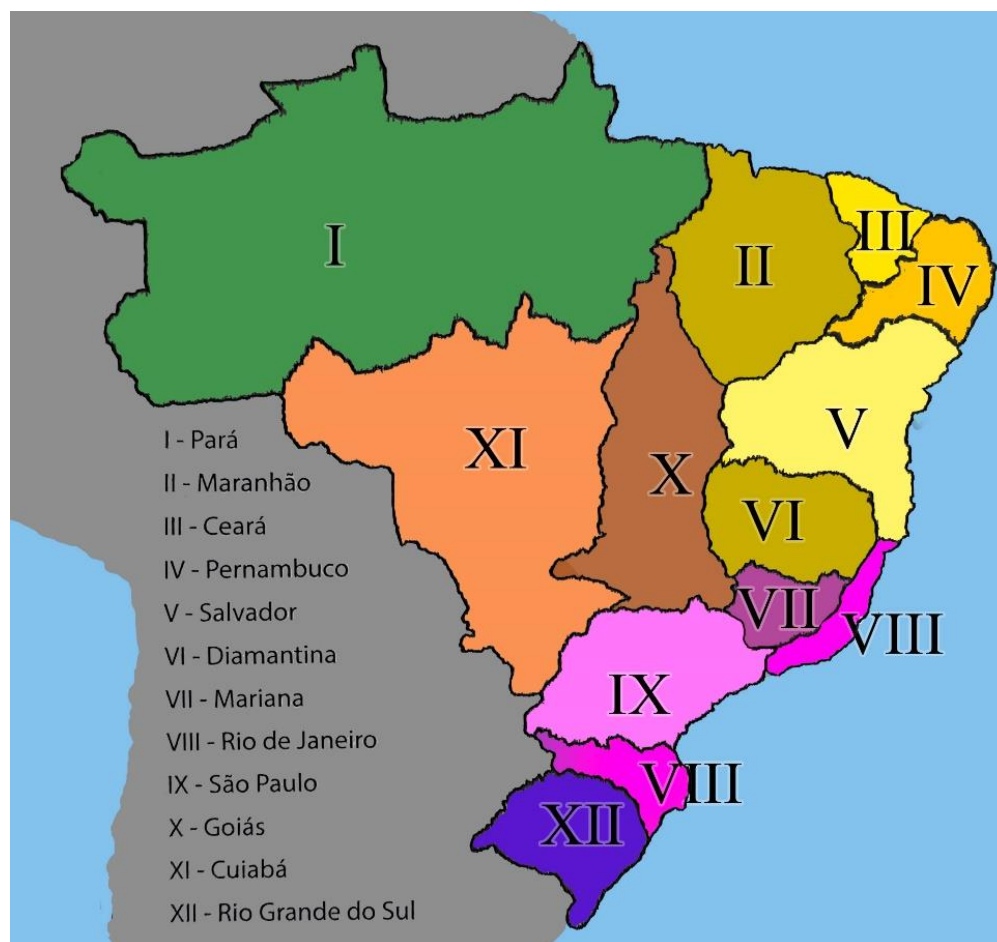 I
II
III
IV
XI
V
X
VI
VII
VIII
IX
VIII
XII
I - Pará
II - Maranhão
III - Ceará
IV - Pernambuco
V - Salvador
VI - Diamantina
VII - Mariana
VIII - Rio de Janeiro
IX - São Paulo
X - Goiás
XI - Cuiabá
XII - Rio Grande do Sul